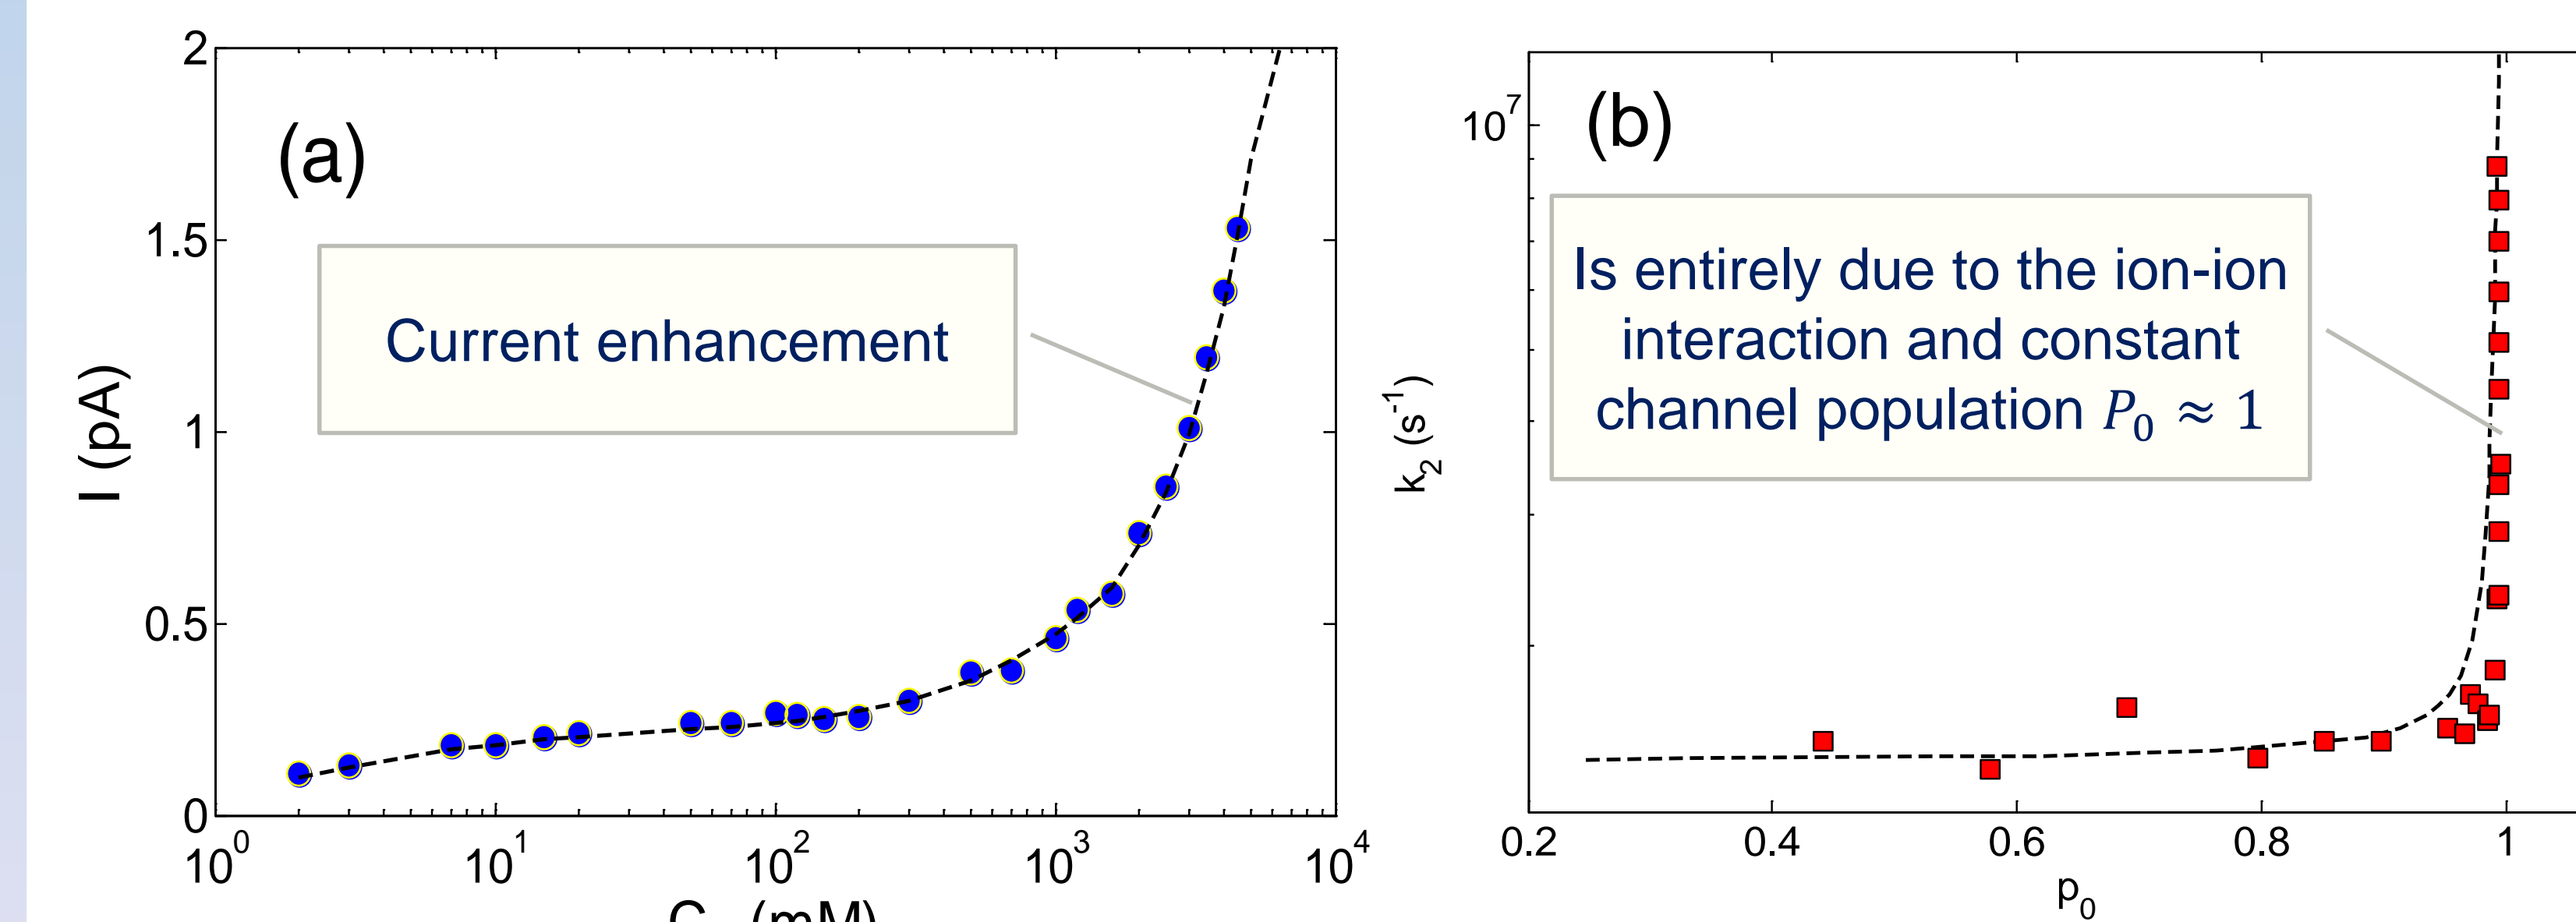 (a)
Current enhancement
I (pA)
2
1.5
1
0.5
0
10^0
10^1
10^2
10^3
10^4
(mM)
(b)
Is entirely due to the ion-ion
interaction and constant
channel population P_0 ≈ 1
k_2 (s^-1)
10^7
0.2
0.4
0.6
0.8
1
p_0